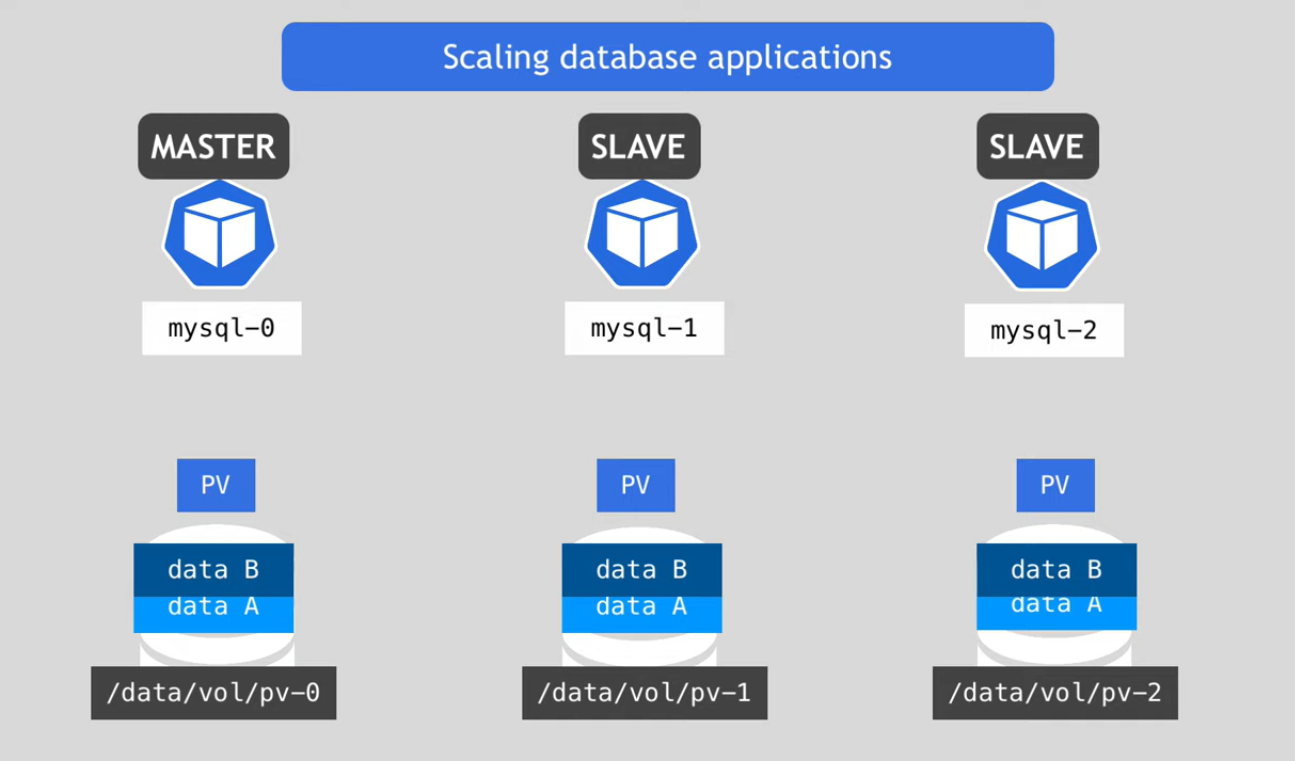 Scaling database applications
MASTER
SLAVE
SLAVE
mysql-0
mysql-1
mysql-2
PV
PV
PV
data B
data B
data B
data A
data A
data A
/data/vol/pv-0
/data/vol/pv-1
/data/vol/pv-2